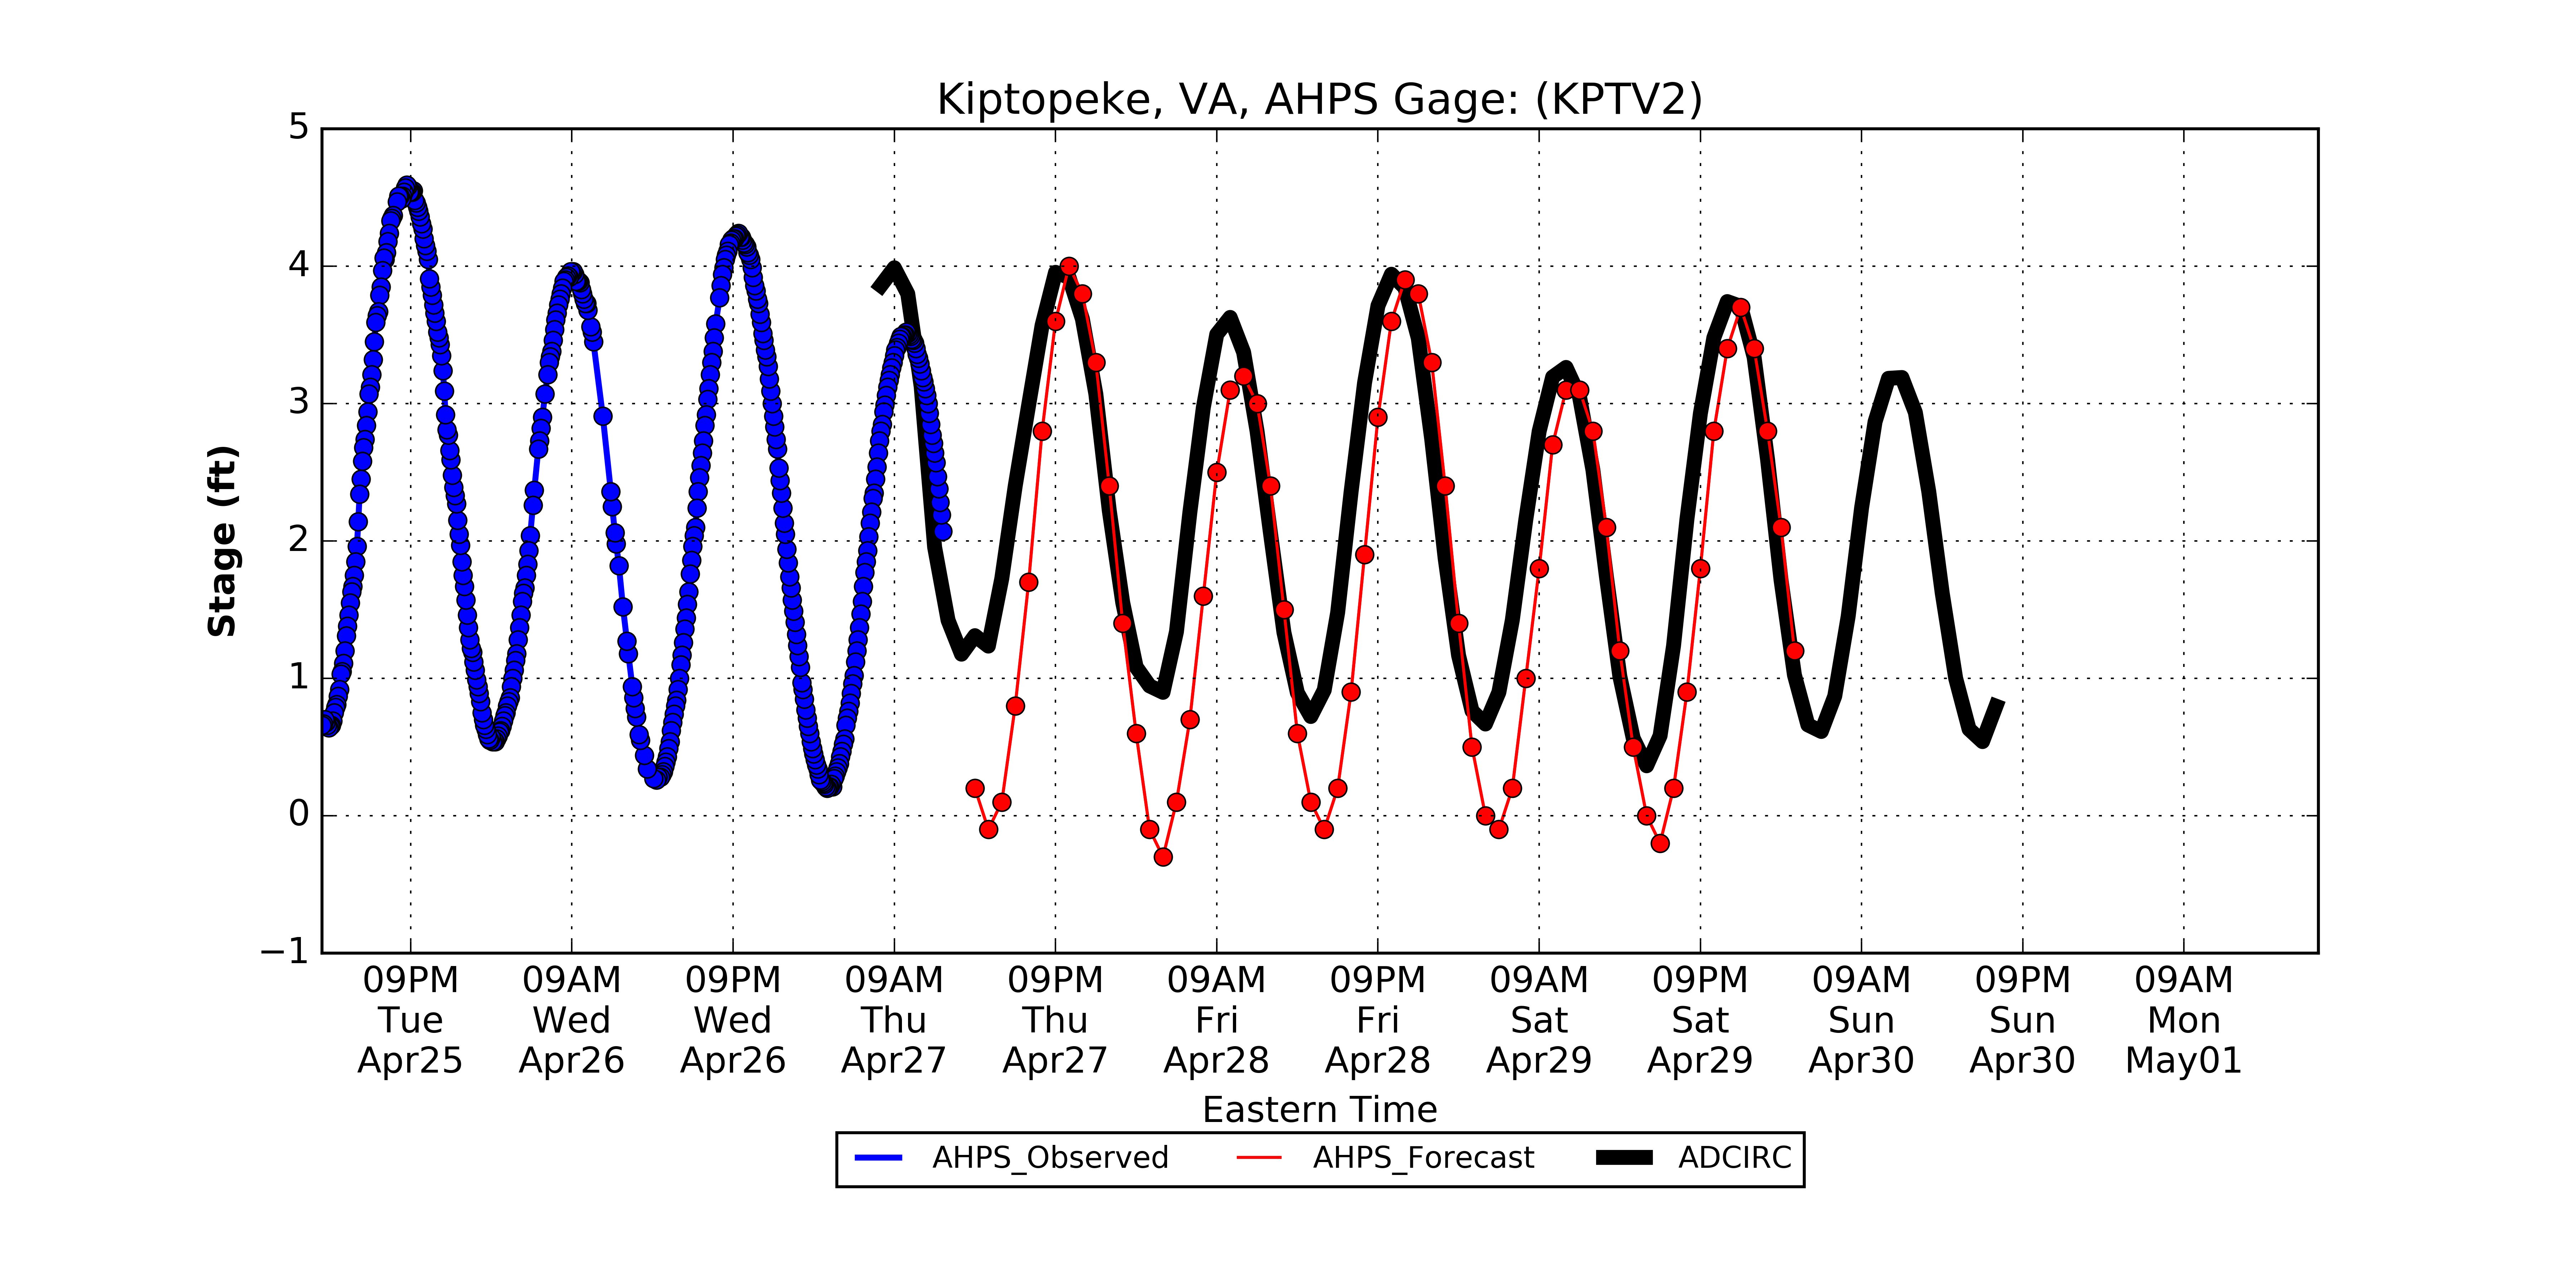 Kiptopeke, VA, AHPS Gage: (KPTV2)
5
4
3
2
1
0
−1
Stage (ft)
09PM 09AM 09PM 09AM 09PM 09AM 09PM 09AM 09PM 09AM 09PM 09AM
Tue Wed Wed Thu Thu Fri Fri Sat Sat Sun Sun Mon
Apr25 Apr26 Apr26 Apr27 Apr27 Apr28 Apr28 Apr29 Apr29 Apr30 Apr30 May01
Eastern Time
AHPS_Observed AHPS_Forecast ADCIRC